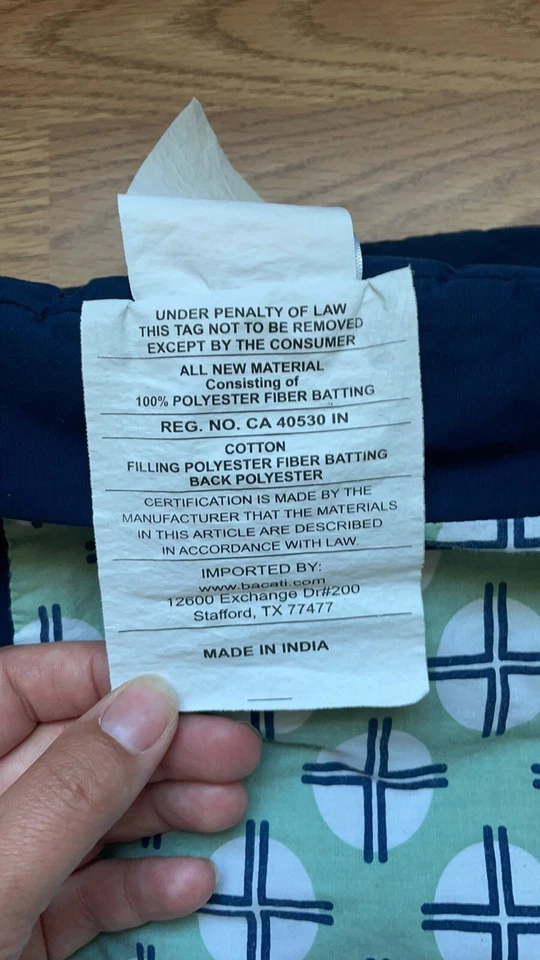 UNDER PENALTY OF LAW
THIS TAG NOT TO BE REMOVED
EXCEPT BY THE CONSUMER
ALL NEW MATERIAL
Consisting of
100% POLYESTER FIBER BATTING
REG. NO. CA 40530 IN
COTTON
FILLING POLYESTER FIBER BATTING
BACK POLYESTER
CERTIFICATION IS MADE BY THE
MANUFACTURER THAT THE MATERIALS
IN THIS ARTICLE ARE DESCRIBED
IN ACCORDANCE WITH LAW.
IMPORTED BY:
www.bacati.com
12600 Exchange Dr#200
Stafford, TX 77477
MADE IN INDIA